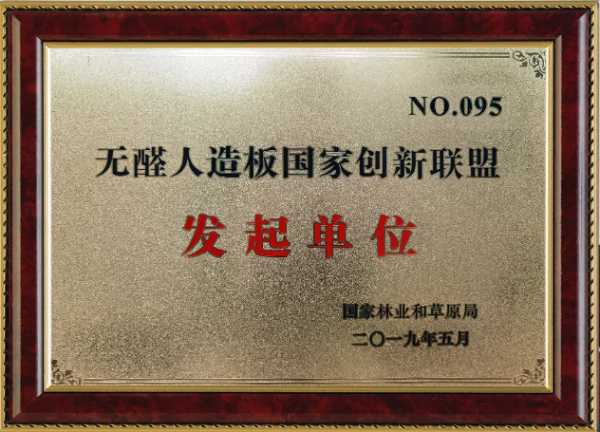 NO.095
无醛人造板国家创新联盟
发起单位
国家林业和草原局
二〇一九年五月